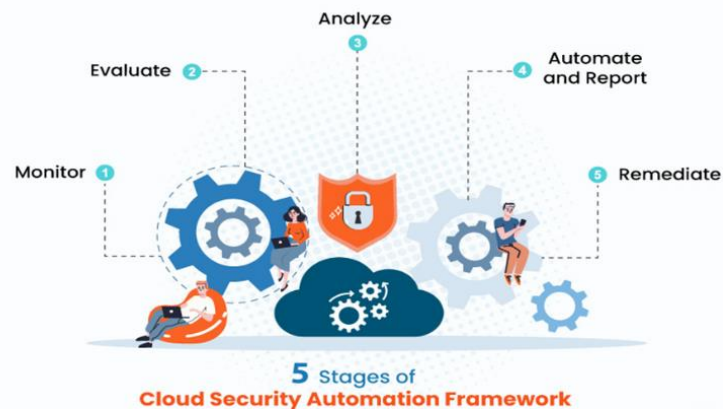 Analyze
3
Evaluate 2
4 Automate
and Report
Monitor 1
5 Remediate
5 Stages of
Cloud Security Automation Framework